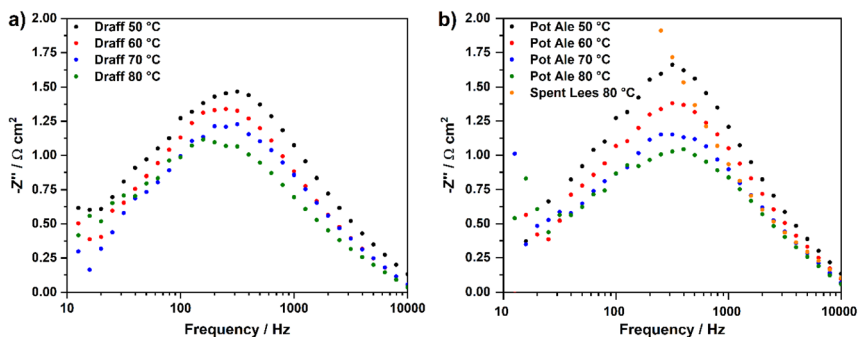 a)
2.00
1.75
1.50
1.25
1.00
0.75
0.50
0.25
0.00
-Z'' / Ω cm²
Draff 50 °C
Draff 60 °C
Draff 70 °C
Draff 80 °C
10
100
1000
10000
Frequency / Hz
b)
2.00
1.75
1.50
1.25
1.00
0.75
0.50
0.25
0.00
-Z'' / Ω cm²
Pot Ale 50 °C
Pot Ale 60 °C
Pot Ale 70 °C
Pot Ale 80 °C
Spent Lees 80 °C
10
100
1000
10000
Frequency / Hz